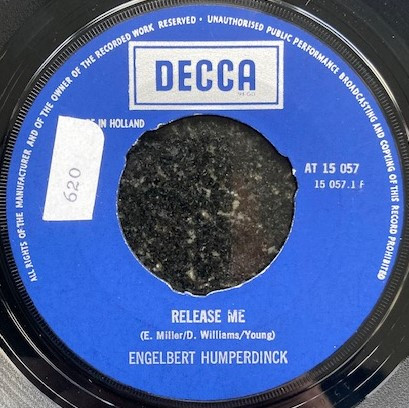 ALL RIGHTS OF THE MANUFACTURER AND OF THE OWNER OF THE RECORDED WORK RESERVED · UNAUTHORISED PUBLIC PERFORMANCE BROADCASTING AND COPYING OF THIS RECORD PROHIBITED
DECCA
IN HOLLAND
620
AT 15 057
15 057.1 F
RELEASE ME
(E. Miller/D. Williams/Young)
ENGELBERT HUMPERDINCK